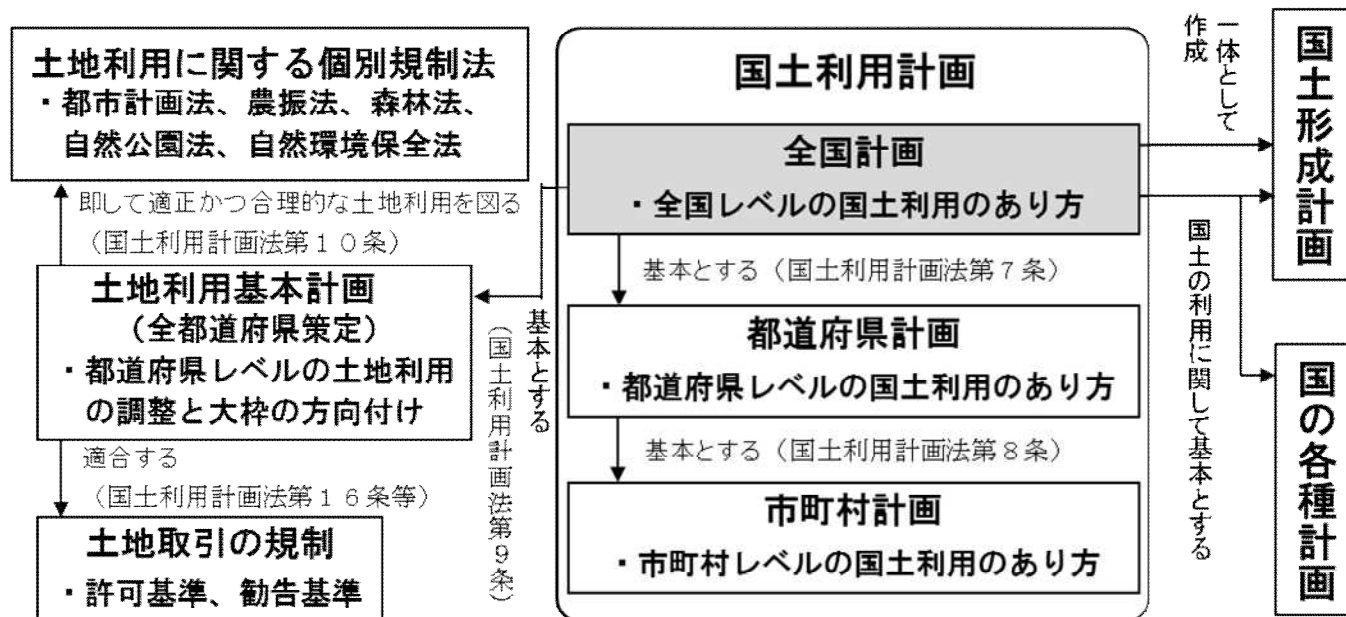 土地利用に関する個別規制法
・都市計画法、農振法、森林法、
自然公園法、自然環境保全法
即して適正かつ合理的な土地利用を図る
（国土利用計画法第１０条）
土地利用基本計画
（全都道府県策定）
・都道府県レベルの土地利用
の調整と大枠の方向付け
適合する
（国土利用計画法第１６条等）
土地取引の規制
・許可基準、勧告基準
基本とする
（国土利用計画法第９条）
国土利用計画
全国計画
・全国レベルの国土利用のあり方
基本とする（国土利用計画法第７条）
都道府県計画
・都道府県レベルの国土利用のあり方
基本とする（国土利用計画法第８条）
市町村計画
・市町村レベルの国土利用のあり方
一体として
作成
国土形成計画
国土の利用に関して基本とする
国の各種計画